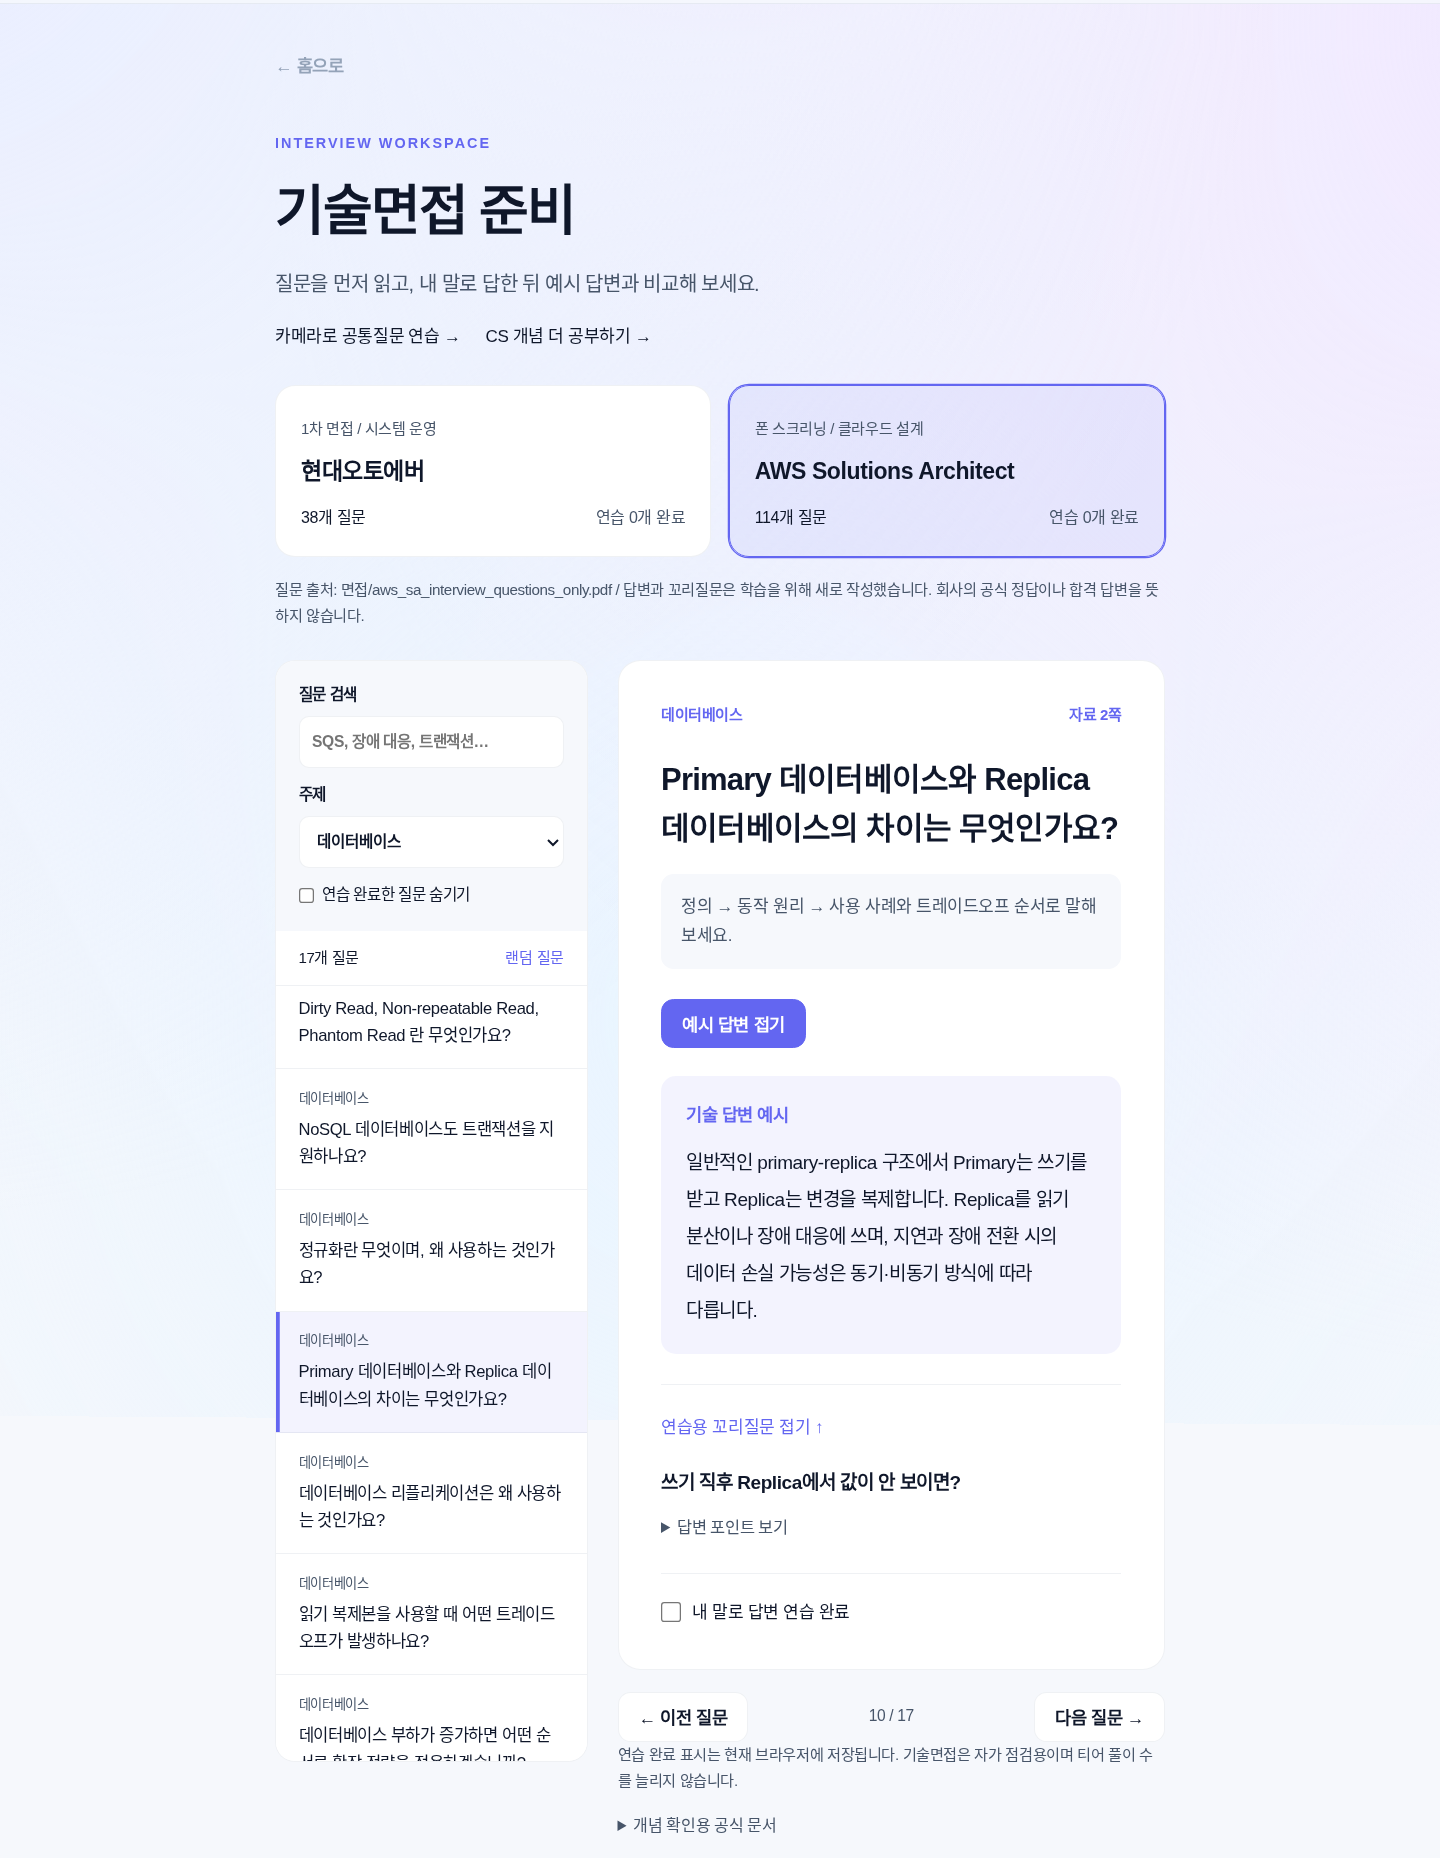 ← 홈으로
INTERVIEW WORKSPACE
기술면접 준비
질문을 먼저 읽고, 내 말로 답한 뒤 예시 답변과 비교해 보세요.
카메라로 공통질문 연습 → CS 개념 더 공부하기 →
1차 면접 / 시스템 운영
현대오토에버
38개 질문 연습 0개 완료
폰 스크리닝 / 클라우드 설계
AWS Solutions Architect
114개 질문 연습 0개 완료
질문 출처: 면접/aws_sa_interview_questions_only.pdf / 답변과 꼬리질문은 학습을 위해 새로 작성했습니다. 회사의 공식 정답이나 합격 답변을 뜻
하지 않습니다.
질문 검색
SQS, 장애 대응, 트랜잭션...
주제
데이터베이스
연습 완료한 질문 숨기기
17개 질문 랜덤 질문
Dirty Read, Non-repeatable Read,
Phantom Read 란 무엇인가요?
데이터베이스
NoSQL 데이터베이스도 트랜잭션을 지
원하나요?
데이터베이스
정규화란 무엇이며, 왜 사용하는 것인가
요?
데이터베이스
Primary 데이터베이스와 Replica 데이
터베이스의 차이는 무엇인가요?
데이터베이스
데이터베이스 리플리케이션은 왜 사용하
는 것인가요?
데이터베이스
읽기 복제본을 사용할 때 어떤 트레이드
오프가 발생하나요?
데이터베이스
데이터베이스 부하가 증가하면 어떤 순
데이터베이스 자료 2쪽
Primary 데이터베이스와 Replica
데이터베이스의 차이는 무엇인가요?
정의 → 동작 원리 → 사용 사례와 트레이드오프 순서로 말해
보세요.
예시 답변 접기
기술 답변 예시
일반적인 primary-replica 구조에서 Primary는 쓰기를
받고 Replica는 변경을 복제합니다. Replica를 읽기
분산이나 장애 대응에 쓰며, 지연과 장애 전환 시의
데이터 손실 가능성은 동기·비동기 방식에 따라
다릅니다.
연습용 꼬리질문 접기 ↑
쓰기 직후 Replica에서 값이 안 보이면?
▶ 답변 포인트 보기
내 말로 답변 연습 완료
← 이전 질문 10 / 17 다음 질문 →
연습 완료 표시는 현재 브라우저에 저장됩니다. 기술면접은 자가 점검용이며 티어 풀이 수
를 늘리지 않습니다.
▶ 개념 확인용 공식 문서